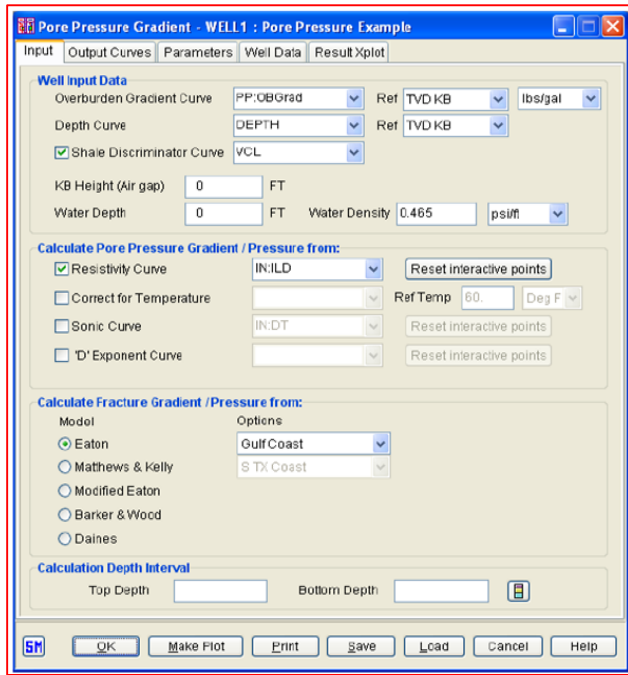 Pore Pressure Gradient - WELL1 : Pore Pressure Example
Input Output Curves Parameters Well Data Result Xplot
Well Input Data
Overburden Gradient Curve PP:OBGrad Ref TVD KB lbs/gal
Depth Curve DEPTH Ref TVD KB
Shale Discriminator Curve VCL
KB Height (Air gap) 0 FT
Water Depth 0 FT Water Density 0.465 psi/ft
Calculate Pore Pressure Gradient / Pressure from:
Resistivity Curve IN:ILD Reset interactive points
Correct for Temperature Ref Temp 60. Deg F
Sonic Curve IN:DT Reset interactive points
'D' Exponent Curve Reset interactive points
Calculate Fracture Gradient / Pressure from:
Model Options
Eaton Gulf Coast
Matthews & Kelly S TX Coast
Modified Eaton
Barker & Wood
Daines
Calculation Depth Interval
Top Depth Bottom Depth
SM OK Make Plot Print Save Load Cancel Help